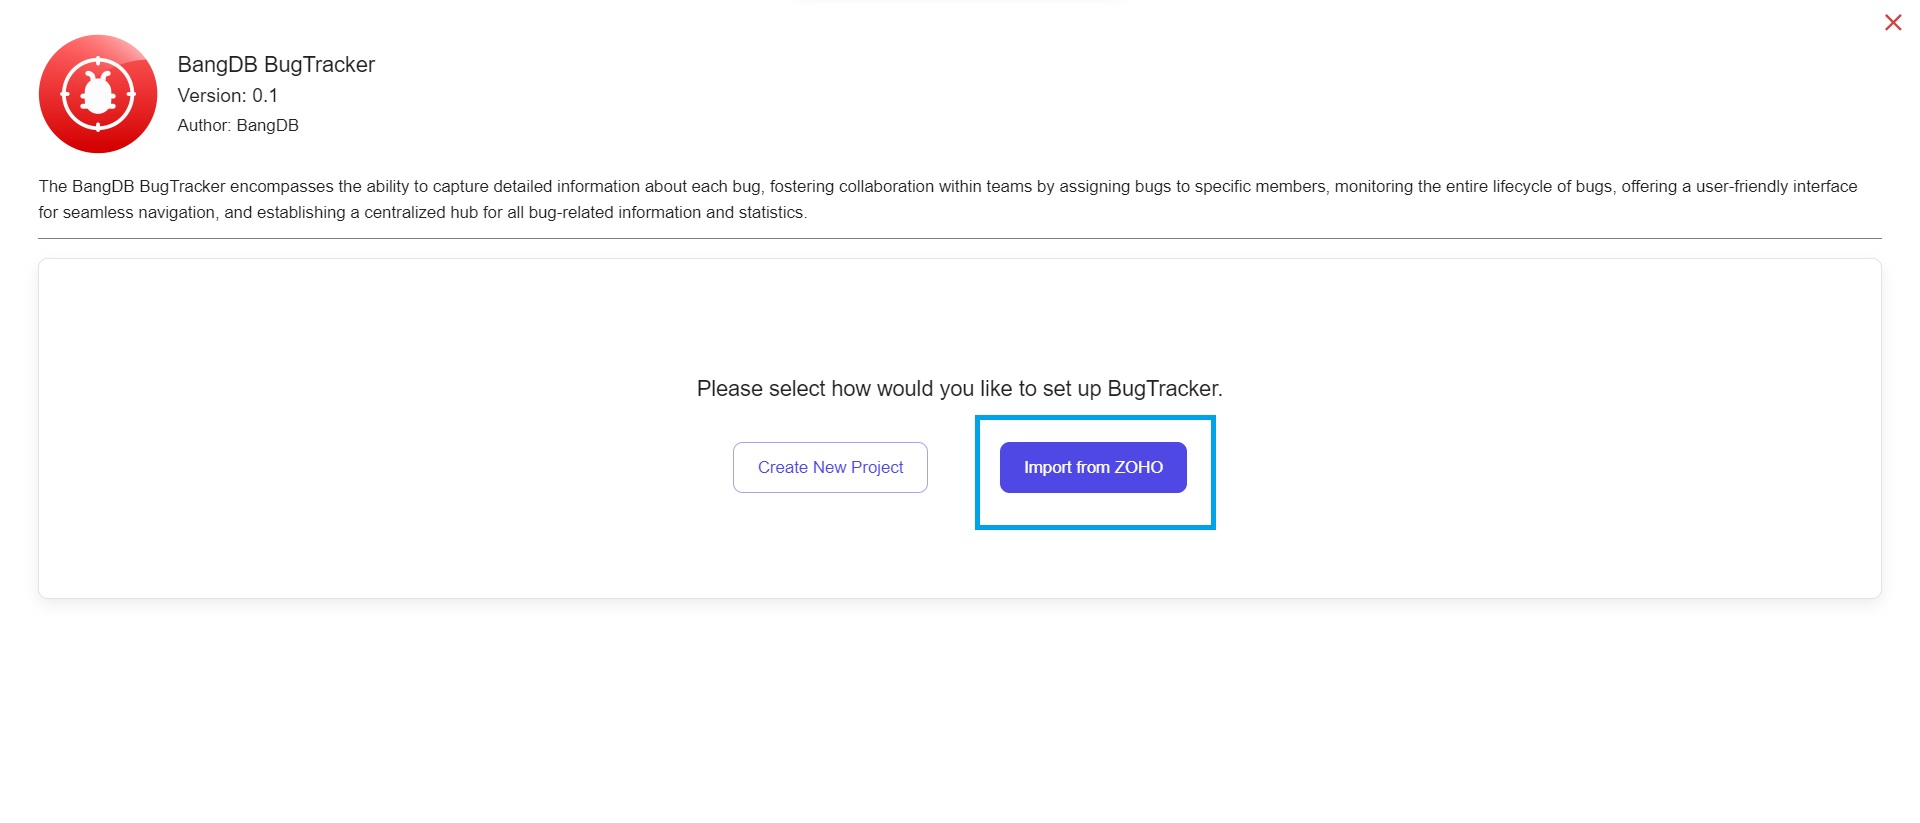 BangDB BugTracker
Version: 0.1
Author: BangDB
The BangDB BugTracker encompasses the ability to capture detailed information about each bug, fostering collaboration within teams by assigning bugs to specific members, monitoring the entire lifecycle of bugs, offering a user-friendly interface
for seamless navigation, and establishing a centralized hub for all bug-related information and statistics.
Please select how would you like to set up BugTracker.
Create New Project
Import from ZOHO